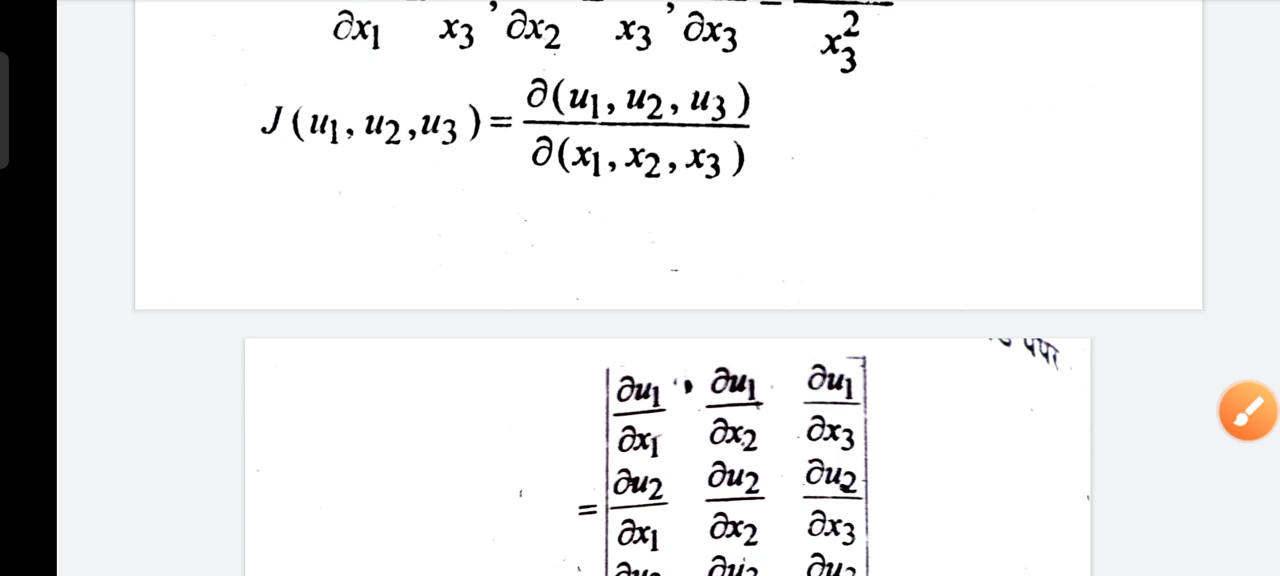 ∂x₁ x₃ ' ∂x₂ x₃ ' ∂x₃ x₃²
J(u₁, u₂,u₃) = ∂(u₁, u₂, u₃) / ∂(x₁, x₂, x₃)
पेपर
∂u₁/∂x₁ ∂u₁/∂x₂ ∂u₁/∂x₃
= ∂u₂/∂x₁ ∂u₂/∂x₂ ∂u₂/∂x₃